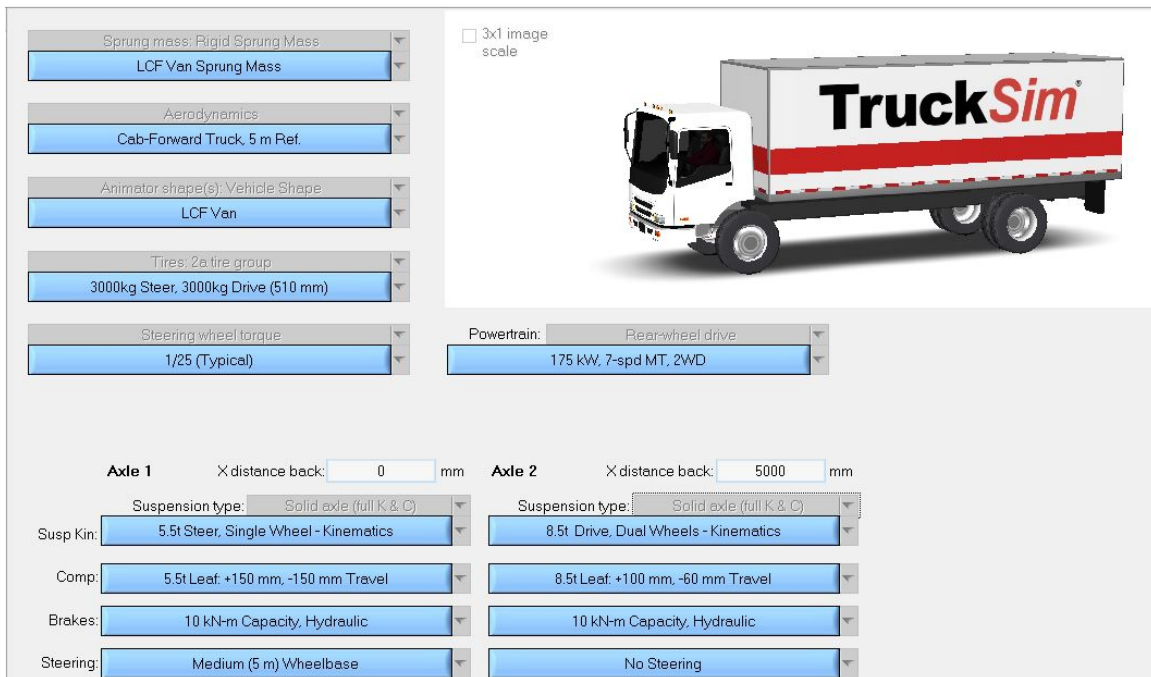 Sprung mass: Rigid Sprung Mass
LCF Van Sprung Mass
Aerodynamics
Cab-Forward Truck, 5 m Ref.
Animator shape(s): Vehicle Shape
LCF Van
Tires: 2a tire group
3000kg Steer, 3000kg Drive (510 mm)
Steering wheel torque
1/25 (Typical)
3x1 image
scale
TruckSim®
Powertrain: Rear-wheel drive
175 kW, 7-spd MT, 2WD
Axle 1 X distance back: 0 mm Axle 2 X distance back: 5000 mm
Suspension type: Solid axle (full K & C) Suspension type: Solid axle (full K & C)
Susp Kin: 5.5t Steer, Single Wheel - Kinematics 8.5t Drive, Dual Wheels - Kinematics
Comp: 5.5t Leaf: +150 mm, -150 mm Travel 8.5t Leaf: +100 mm, -60 mm Travel
Brakes: 10 kN-m Capacity, Hydraulic 10 kN-m Capacity, Hydraulic
Steering: Medium (5 m) Wheelbase No Steering